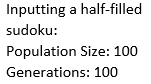 Inputting a half-filled
sudoku:
Population Size: 100
Generations: 100